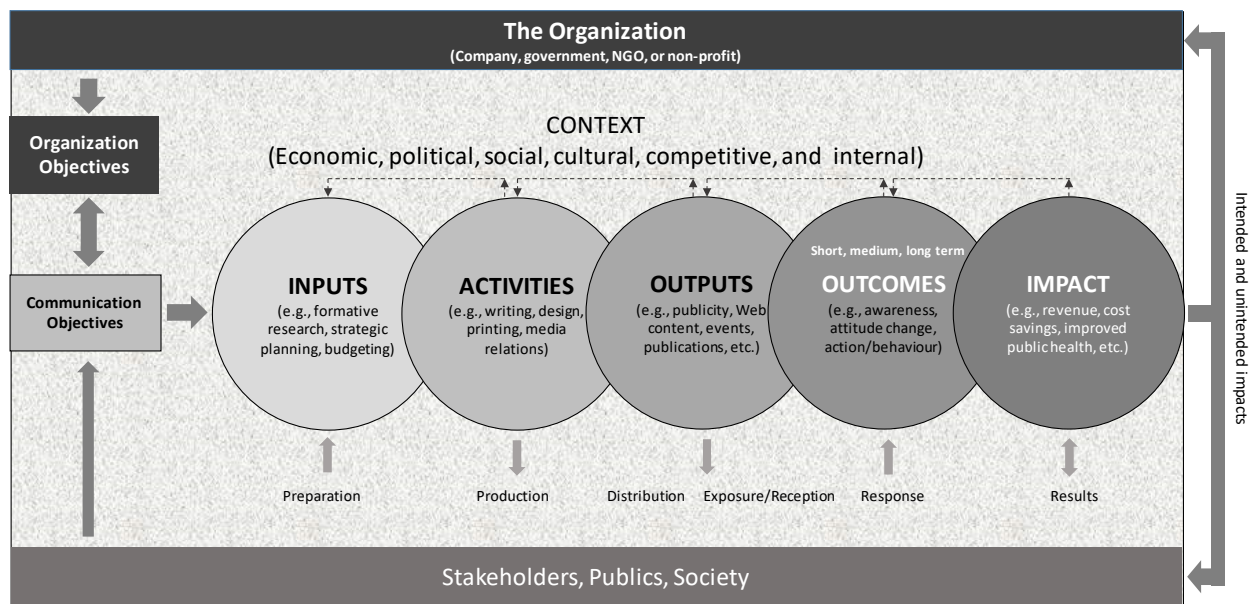 The Organization
(Company, government, NGO, or non-profit)
Organization
Objectives
CONTEXT
(Economic, political, social, cultural, competitive, and internal)
Communication
Objectives
INPUTS
(e.g., formative
research, strategic
planning, budgeting)
ACTIVITIES
(e.g., writing, design,
printing, media
relations)
OUTPUTS
(e.g., publicity, Web
content, events,
publications, etc.)
Short, medium, long term
OUTCOMES
(e.g., awareness,
attitude change,
action/behaviour)
IMPACT
(e.g., revenue, cost
savings, improved
public health, etc.)
Intended and unintended impacts
Preparation
Production
Distribution
Exposure/Reception
Response
Results
Stakeholders, Publics, Society